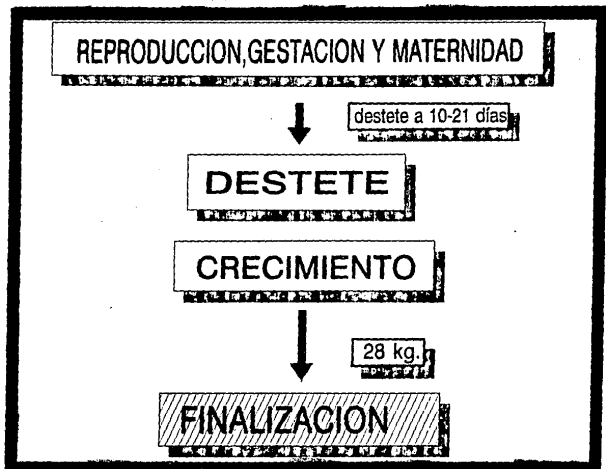 REPRODUCCION,GESTACION Y MATERNIDAD
destete a 10-21 días
DESTETE
CRECIMIENTO
28 kg.
FINALIZACION